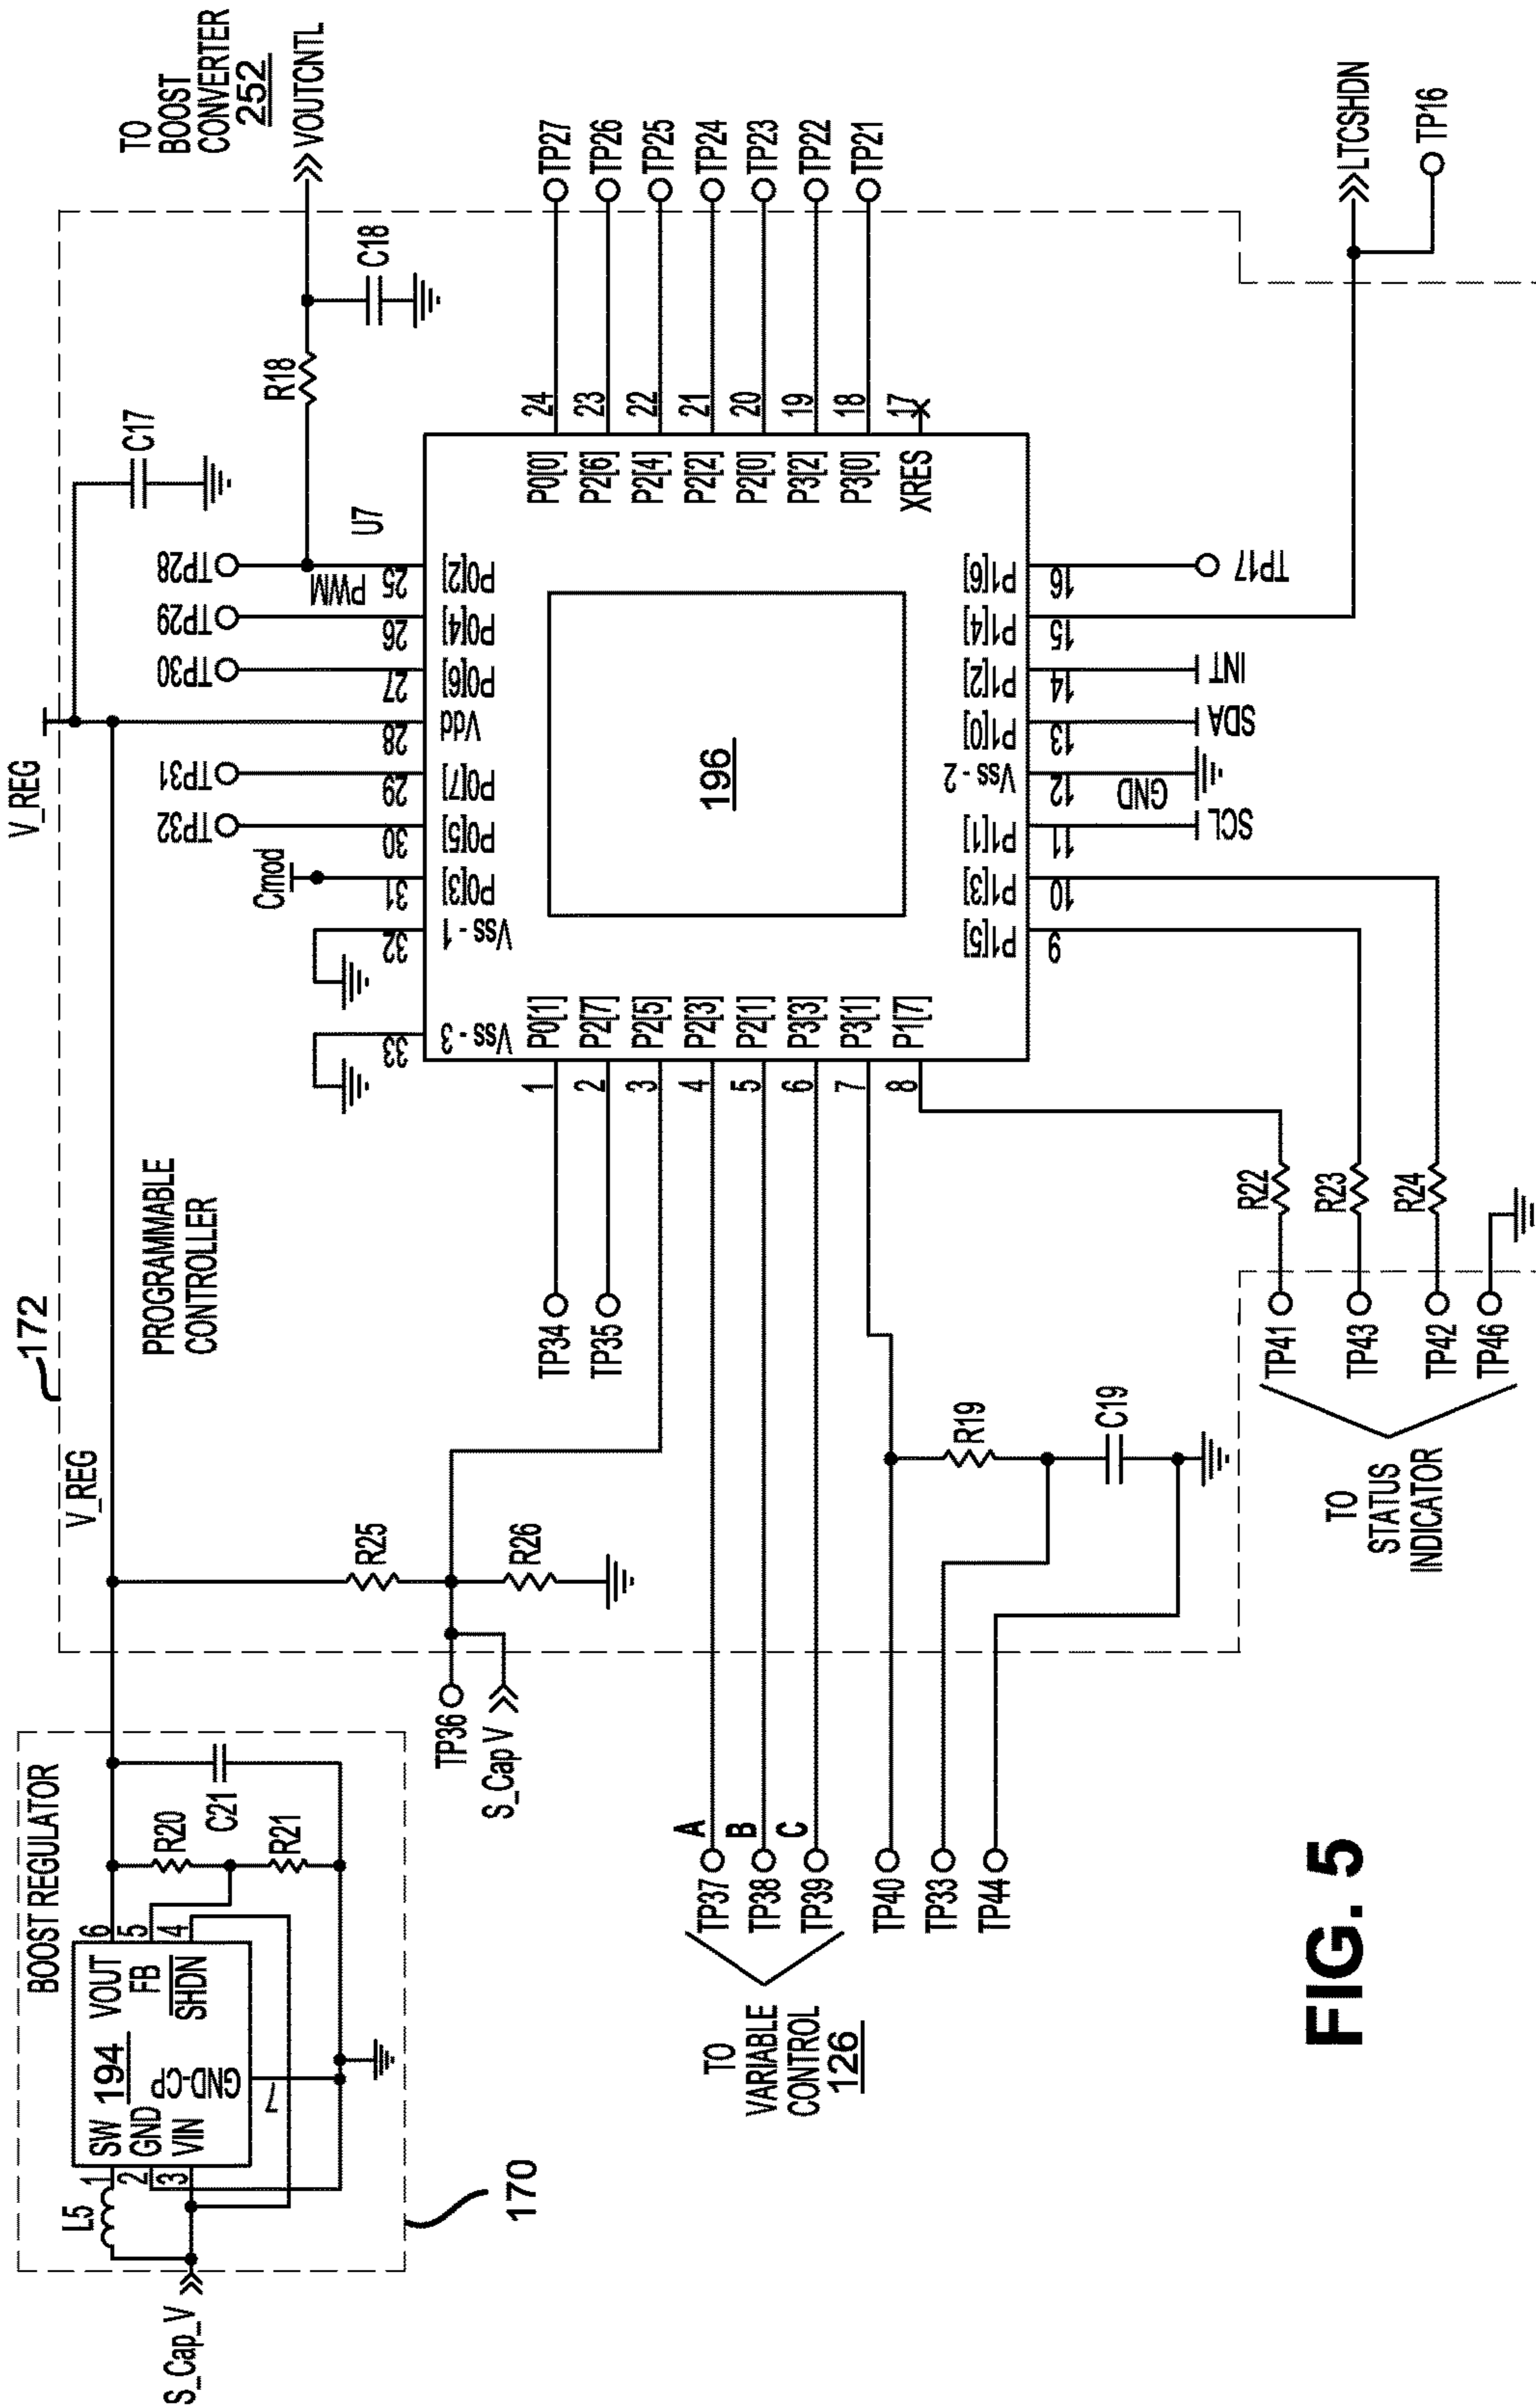 S_Cap_V
170
BOOST REGULATOR
L5
1
2
3
SW
GND
VIN
194
GND-CP
7
VOUT
FB
SHDN
6
5
4
R20
R21
C21
V_REG
172
PROGRAMMABLE
CONTROLLER
V_REG
R25
R26
TP36
S_Cap V
TP34
TP35
TO
VARIABLE
CONTROL
126
TP37
A
TP38
B
TP39
C
TP40
TP33
TP44
R19
C19
TO
STATUS
INDICATOR
TP41
TP43
TP42
TP46
R22
R23
R24
1
2
3
4
5
6
7
8
P0[1]
P2[7]
P2[5]
P2[3]
P2[1]
P3[3]
P3[1]
P1[7]
33
32
31
30
29
28
27
26
25
Vss - 3
Vss - 1
P0[3]
P0[5]
P0[7]
Vdd
P0[6]
P0[4]
P0[2]
Cmod
TP32
TP31
TP30
TP29
TP28
PWM
U7
C17
R18
C18
TO
BOOST
CONVERTER
252
VOUTCNTL
196
P0[0]
P2[6]
P2[4]
P2[2]
P2[0]
P3[2]
P3[0]
XRES
24
23
22
21
20
19
18
17
TP27
TP26
TP25
TP24
TP23
TP22
TP21
P1[5]
P1[3]
P1[1]
Vss - 2
P1[0]
P1[2]
P1[4]
P1[6]
9
10
11
12
13
14
15
16
SCL
GND
SDA
INT
TP17
LTCSHDN
TP16
FIG. 5